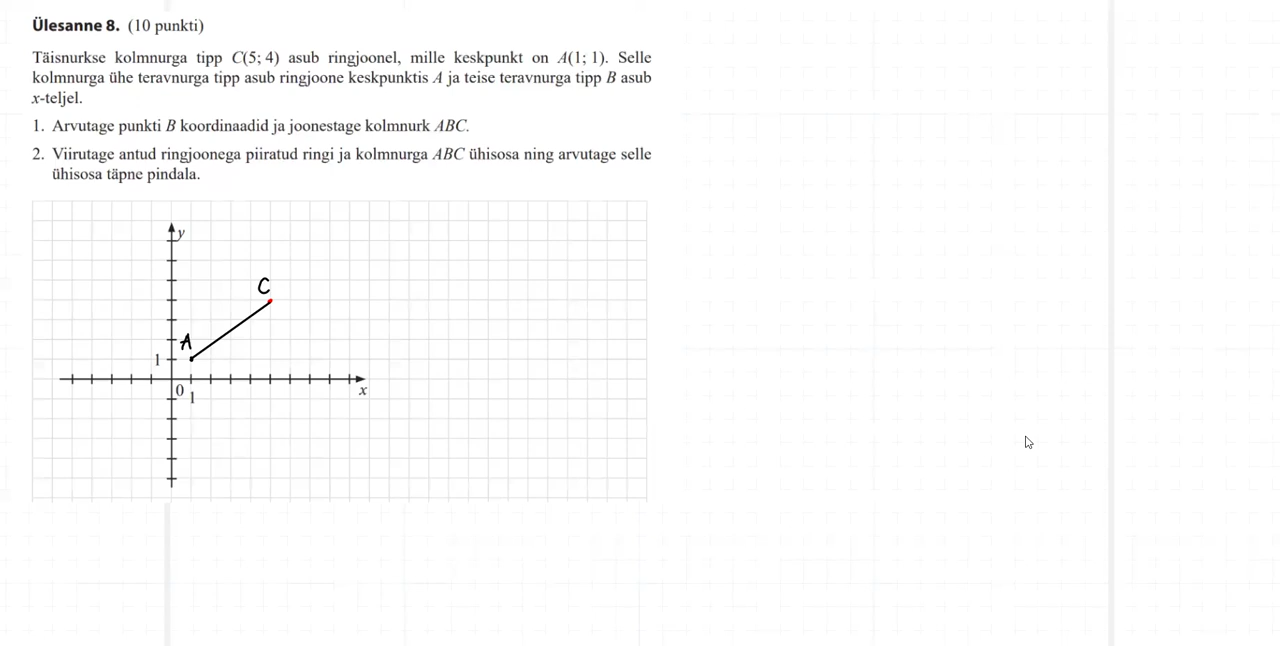 Ülesanne 8. (10 punkti)
Täisnurkse kolmnurga tipp C(5; 4) asub ringjoonel, mille keskpunkt on A(1; 1). Selle
kolmnurga ühe teravnurga tipp asub ringjoone keskpunktis A ja teise teravnurga tipp B asub
x-teljel.
1. Arvutage punkti B koordinaadid ja joonestage kolmnurk ABC.
2. Viirutage antud ringjoonega piiratud ringi ja kolmnurga ABC ühisosa ning arvutage selle
ühisosa täpne pindala.
y
C
A
1
0 1
x